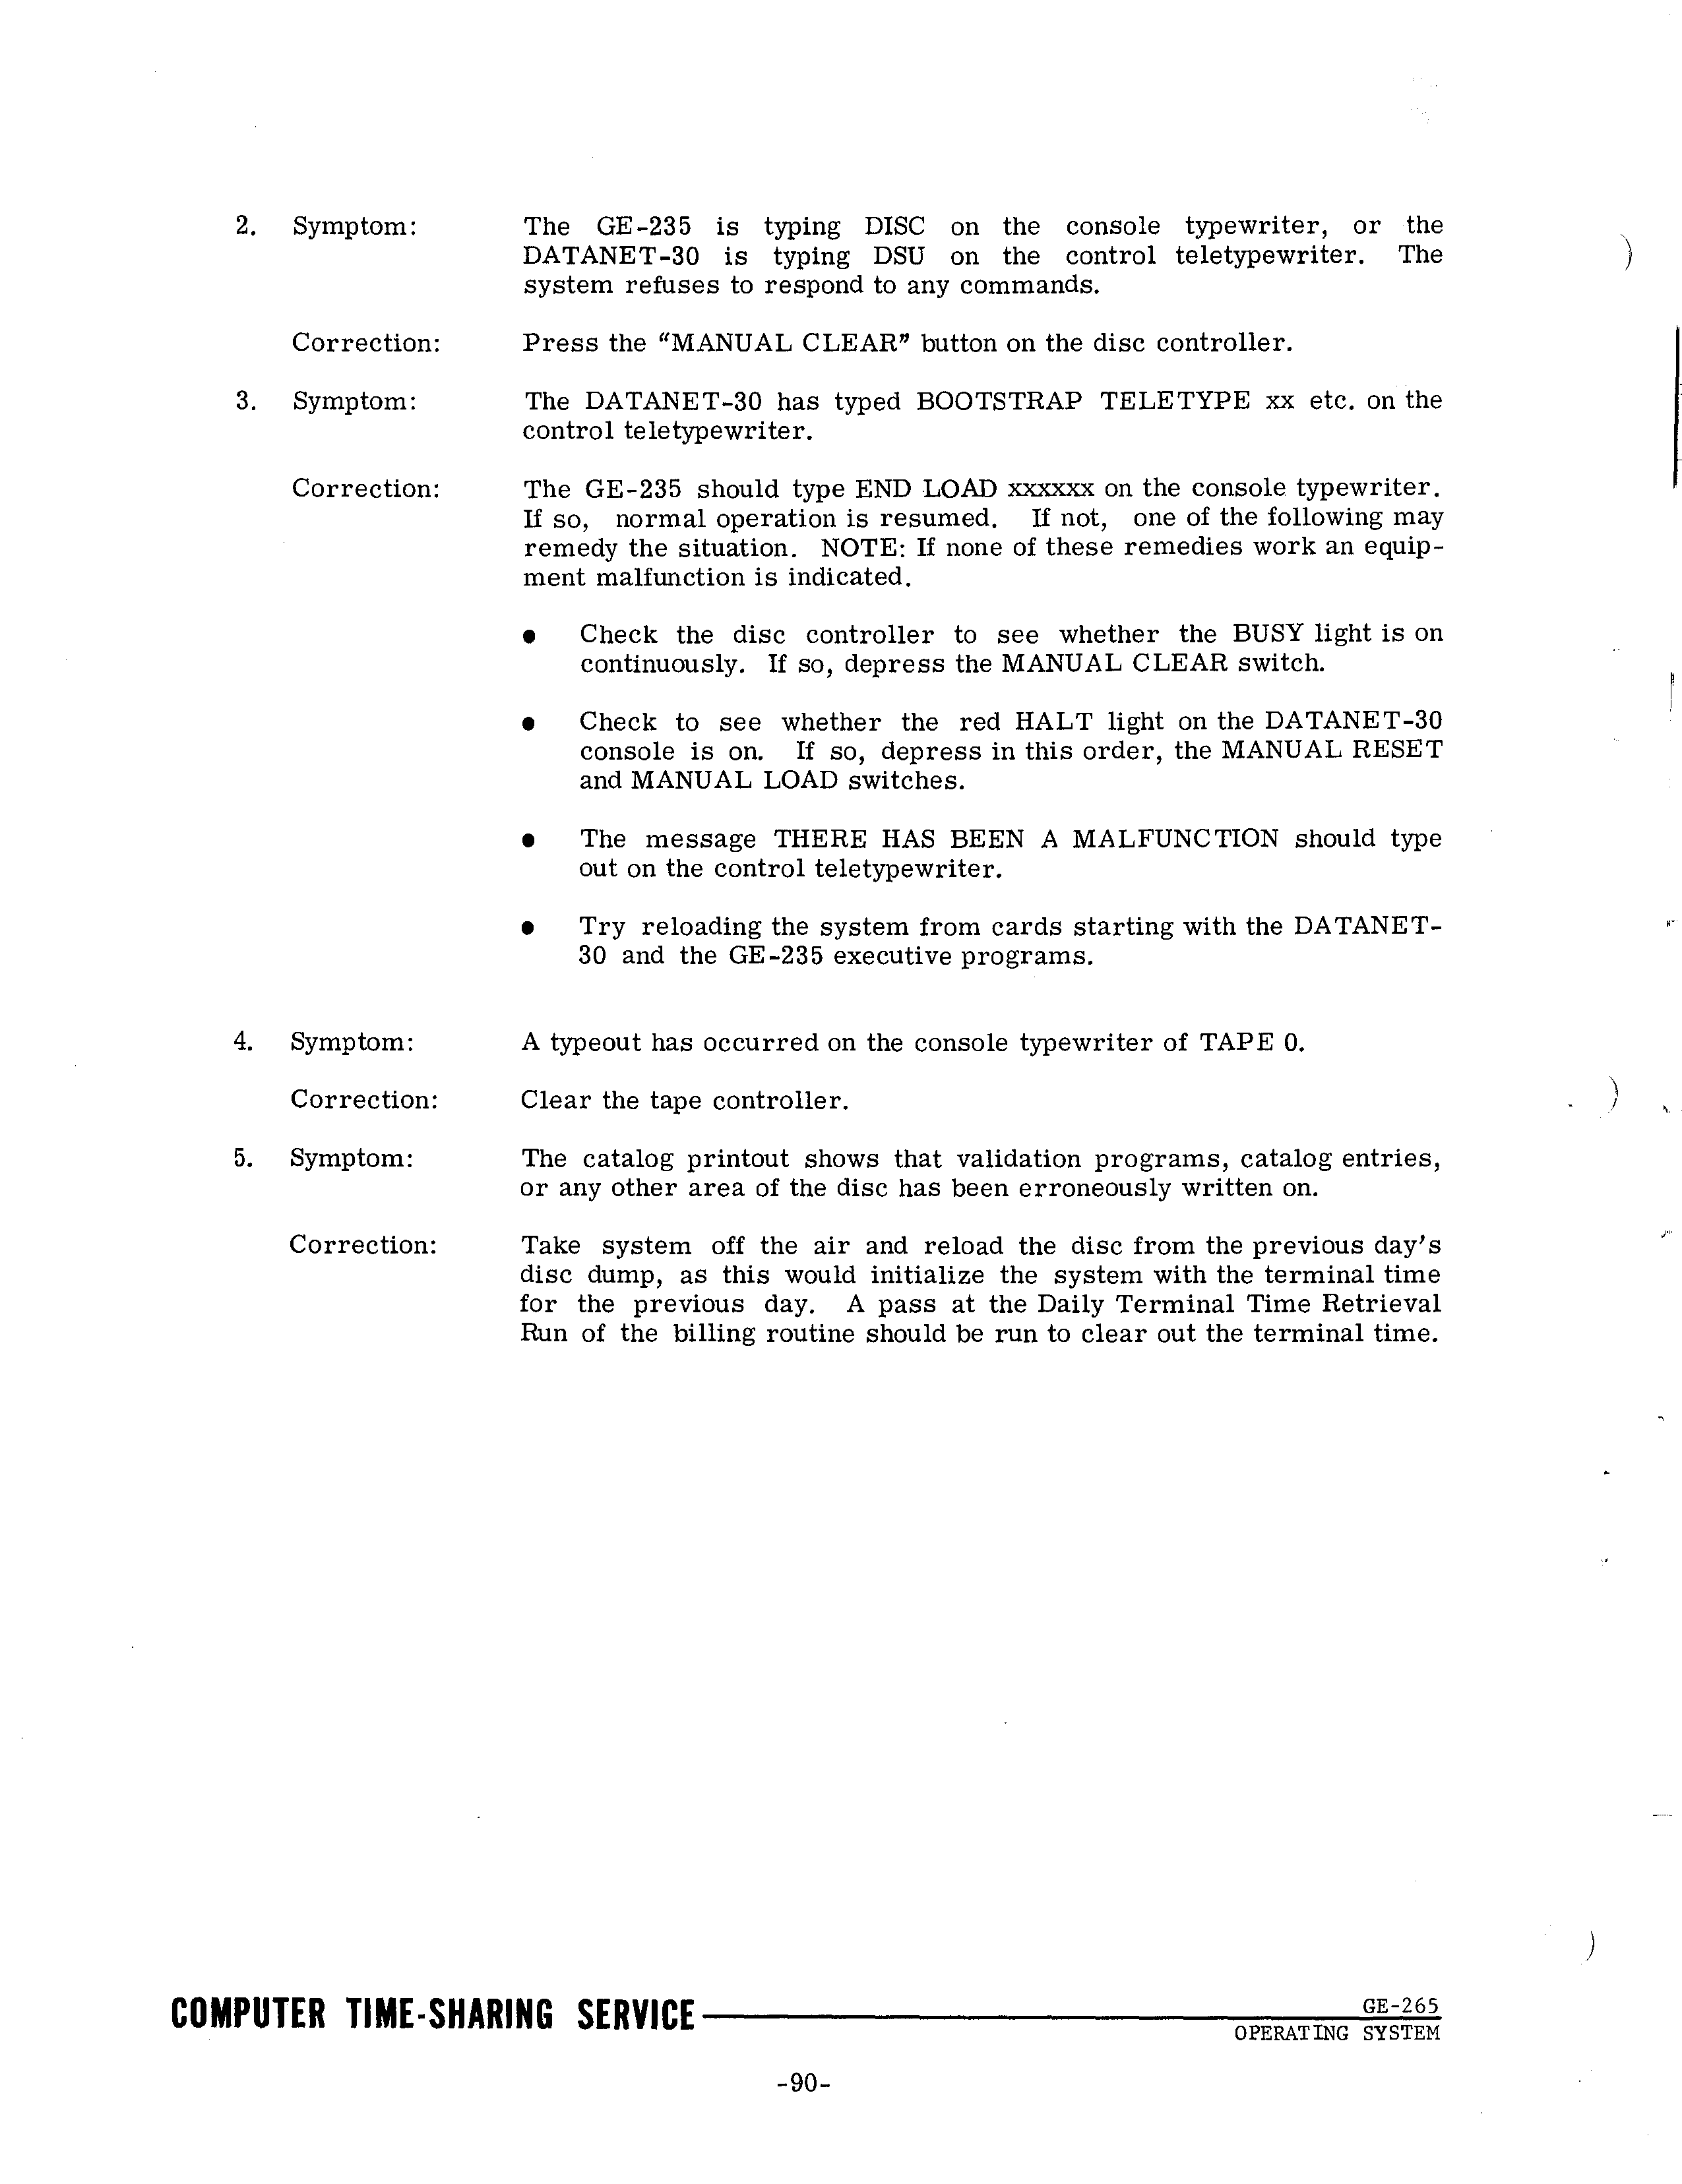 2. Symptom: The GE-235 is typing DISC on the console typewriter, or the
DATANET-30 is typing DSU on the control teletypewriter. The
system refuses to respond to any commands.
Correction: Press the “MANUAL CLEAR” button on the disc controller.
3. Symptom: The DATANET-30 has typed BOOTSTRAP TELETYPE xx etc. on the
control teletypewriter.
Correction: The GE-235 should type END LOAD xxxxxx on the console typewriter.
If so, normal operation is resumed. If not, one of the following may
remedy the situation. NOTE: If none of these remedies work an equip-
ment malfunction is indicated.
● Check the disc controller to see whether the BUSY light is on
continuously. If so, depress the MANUAL CLEAR switch.
● Check to see whether the red HALT light on the DATANET-30
console is on. If so, depress in this order, the MANUAL RESET
and MANUAL LOAD switches.
● The message THERE HAS BEEN A MALFUNCTION should type
out on the control teletypewriter.
● Try reloading the system from cards starting with the DATANET-
30 and the GE-235 executive programs.
4. Symptom: A typeout has occurred on the console typewriter of TAPE 0.
Correction: Clear the tape controller.
5. Symptom: The catalog printout shows that validation programs, catalog entries,
or any other area of the disc has been erroneously written on.
Correction: Take system off the air and reload the disc from the previous day's
disc dump, as this would initialize the system with the terminal time
for the previous day. A pass at the Daily Terminal Time Retrieval
Run of the billing routine should be run to clear out the terminal time.
COMPUTER TIME-SHARING SERVICE
GE-265
OPERATING SYSTEM
-90-